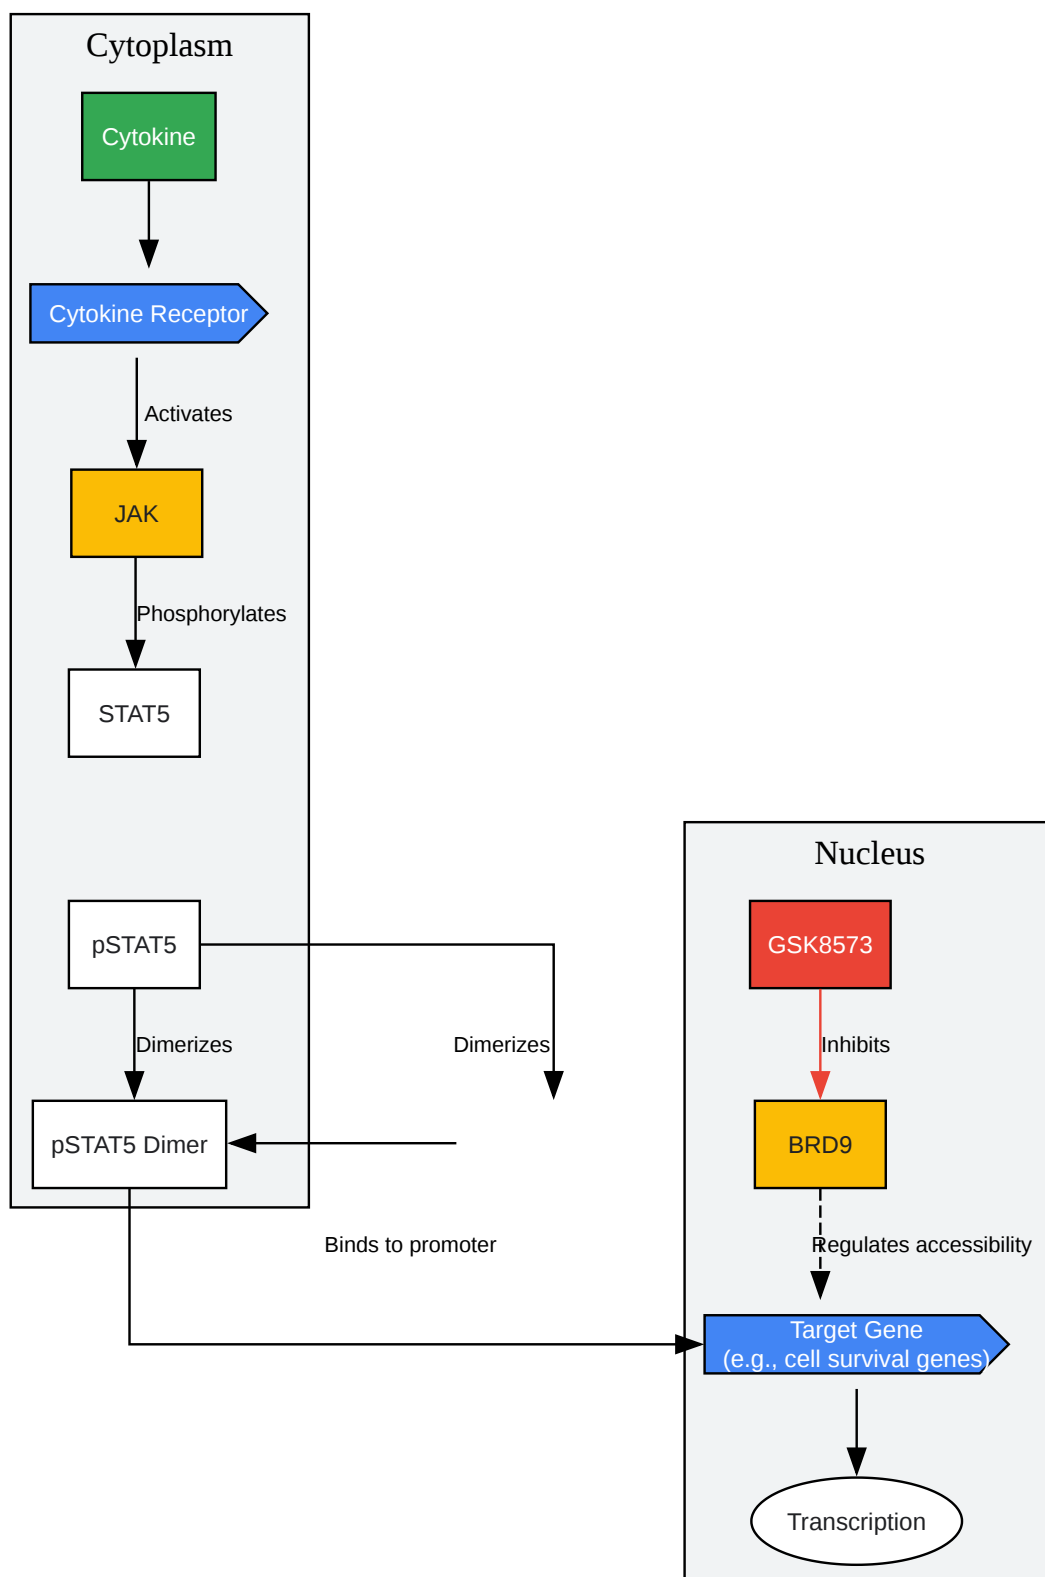 Cytoplasm
Cytokine
Cytokine Receptor
Activates
JAK
Phosphorylates
STAT5
pSTAT5
Dimerizes
Dimerizes
pSTAT5 Dimer
Binds to promoter
Nucleus
GSK8573
Inhibits
BRD9
Regulates accessibility
Target Gene
(e.g., cell survival genes)
Transcription